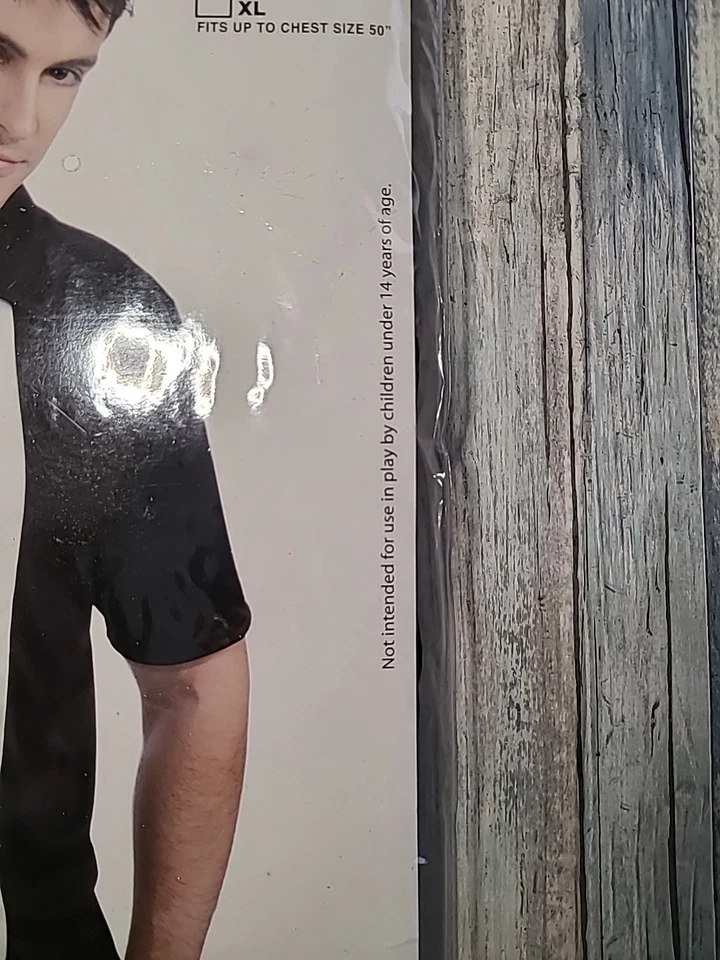 XL
FITS UP TO CHEST SIZE 50"
Not intended for use in play by children under 14 years of age.